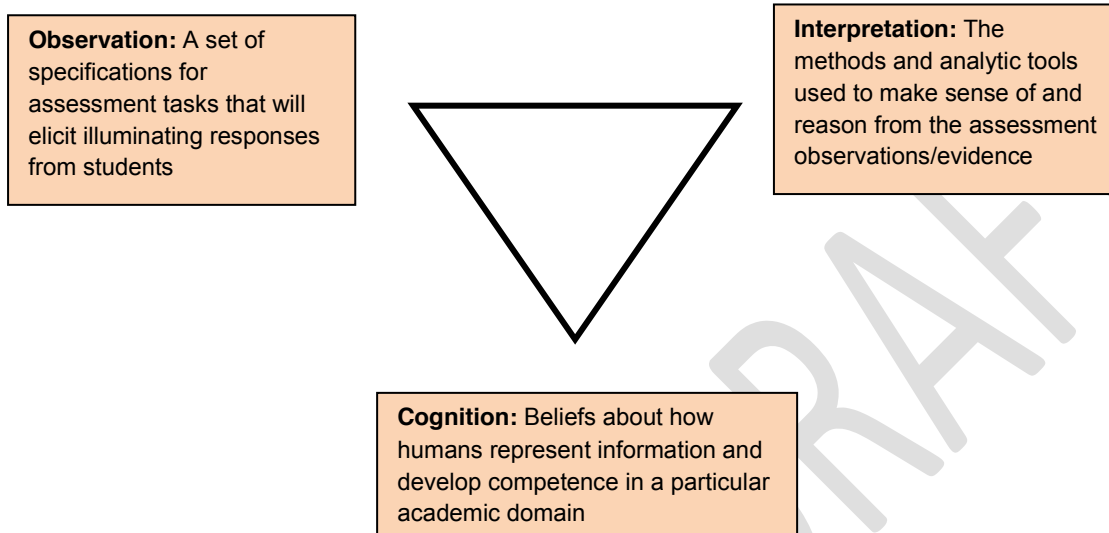 Observation: A set of
specifications for
assessment tasks that will
elicit illuminating responses
from students
Interpretation: The
methods and analytic tools
used to make sense of and
reason from the assessment
observations/evidence
Cognition: Beliefs about how
humans represent information and
develop competence in a particular
academic domain